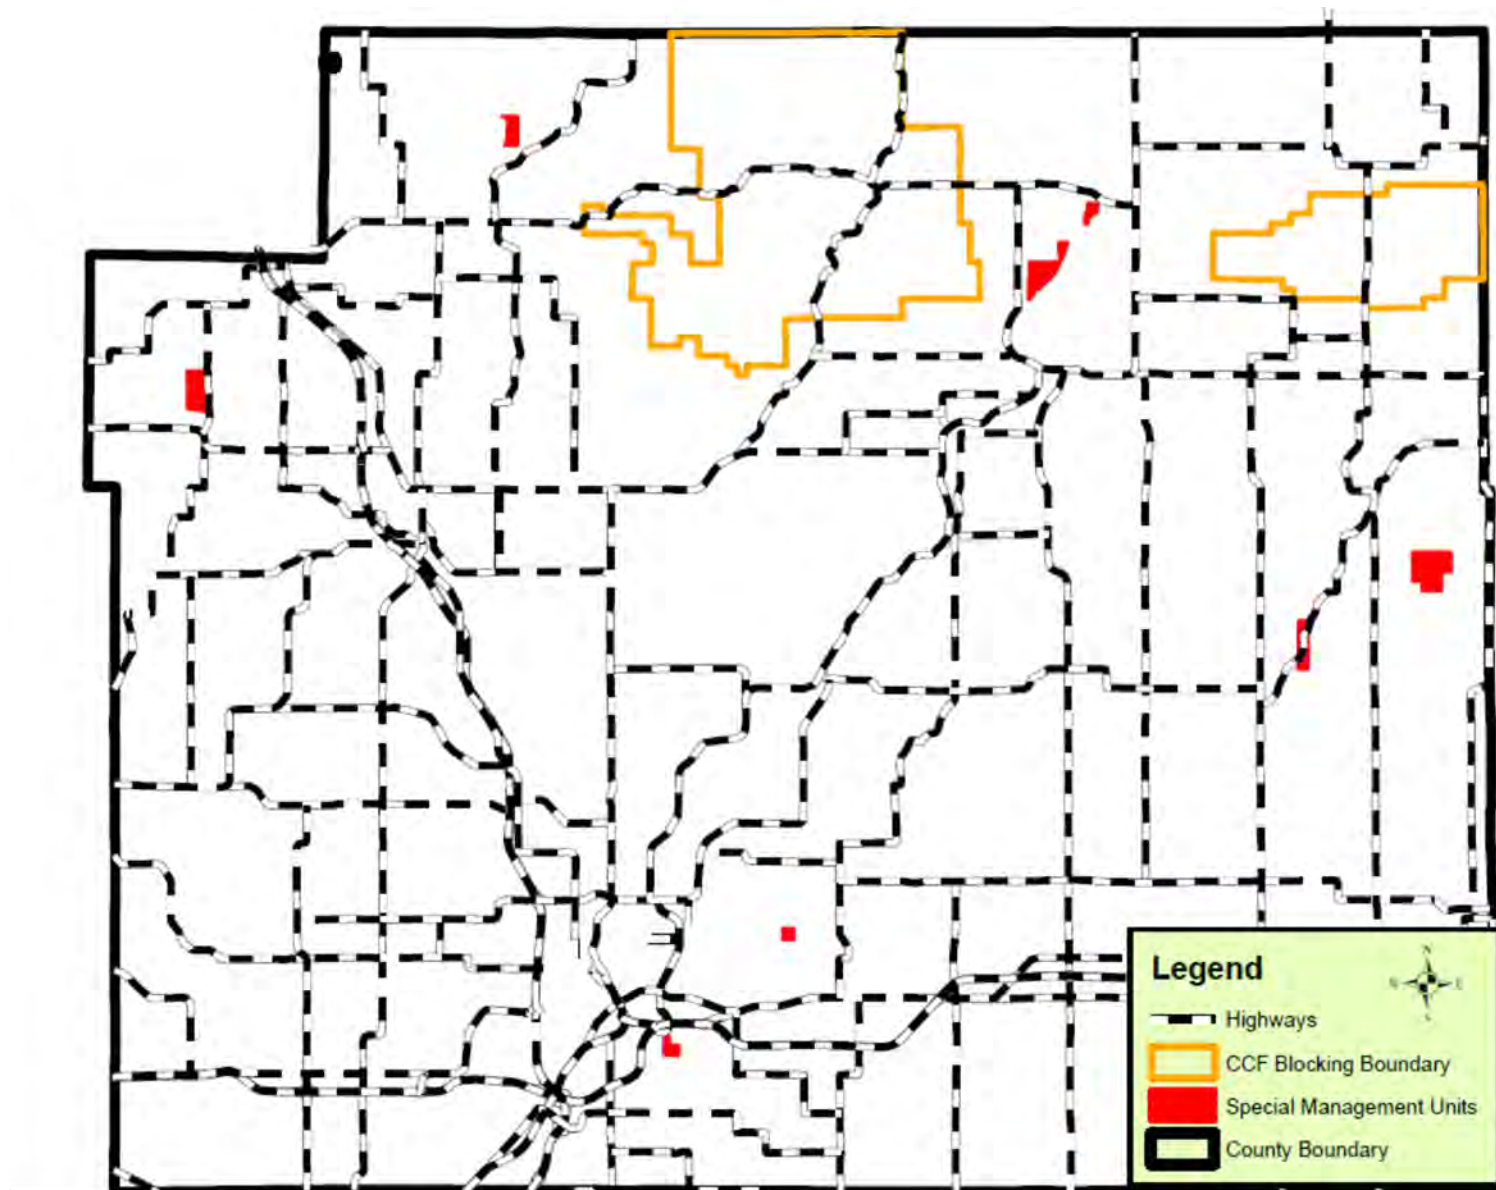 Legend
N
E
Highways
CCF Blocking Boundary
Special Management Units
County Boundary